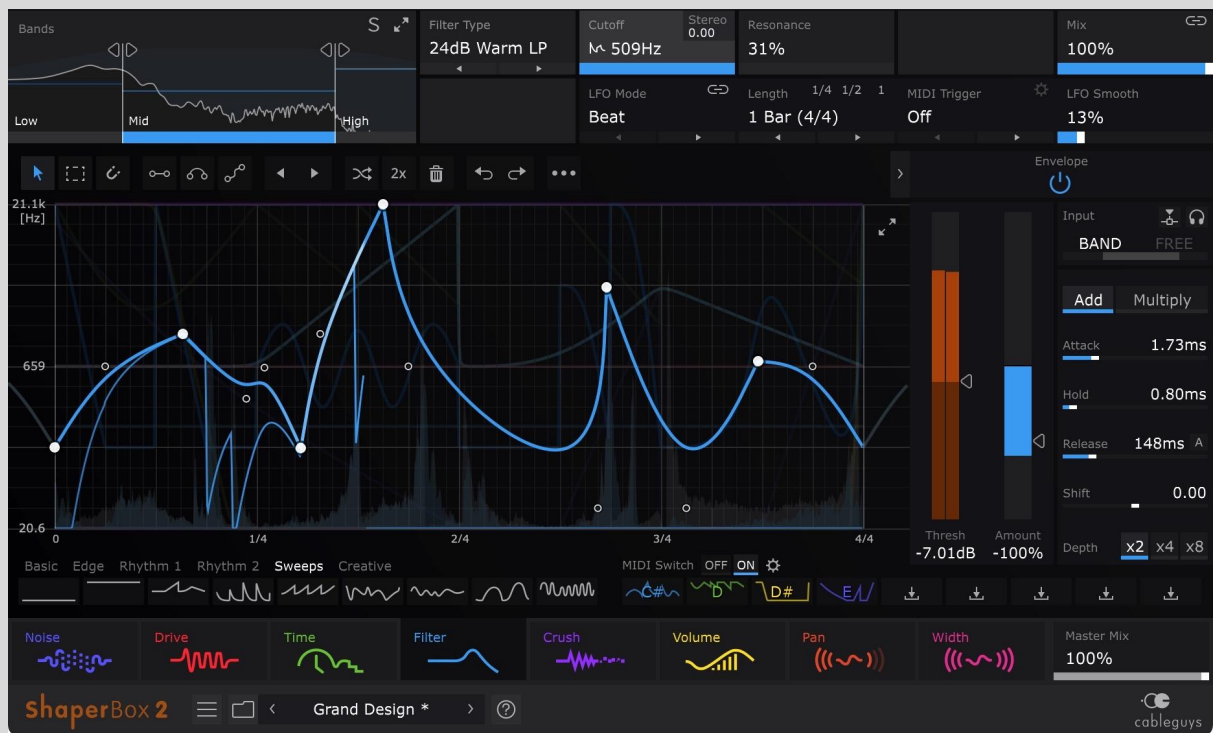 Bands S Filter Type Cutoff Stereo Resonance Mix
0.00
24dB Warm LP 509Hz 31% 100%
LFO Mode Length 1/4 1/2 1 MIDI Trigger LFO Smooth
Low Mid High Beat 1 Bar (4/4) Off 13%
2x Envelope
21.1k
[Hz]
Input
BAND FREE
Add Multiply
Attack 1.73ms
659
Hold 0.80ms
Release 148ms A
Shift 0.00
20.6
0 1/4 2/4 3/4 4/4
Thresh Amount
-7.01dB -100%
Depth x2 x4 x8
Basic Edge Rhythm 1 Rhythm 2 Sweeps Creative MIDI Switch OFF ON
C# D D# E
Noise Drive Time Filter Crush Volume Pan Width Master Mix
100%
ShaperBox 2 Grand Design * ?
cableguys